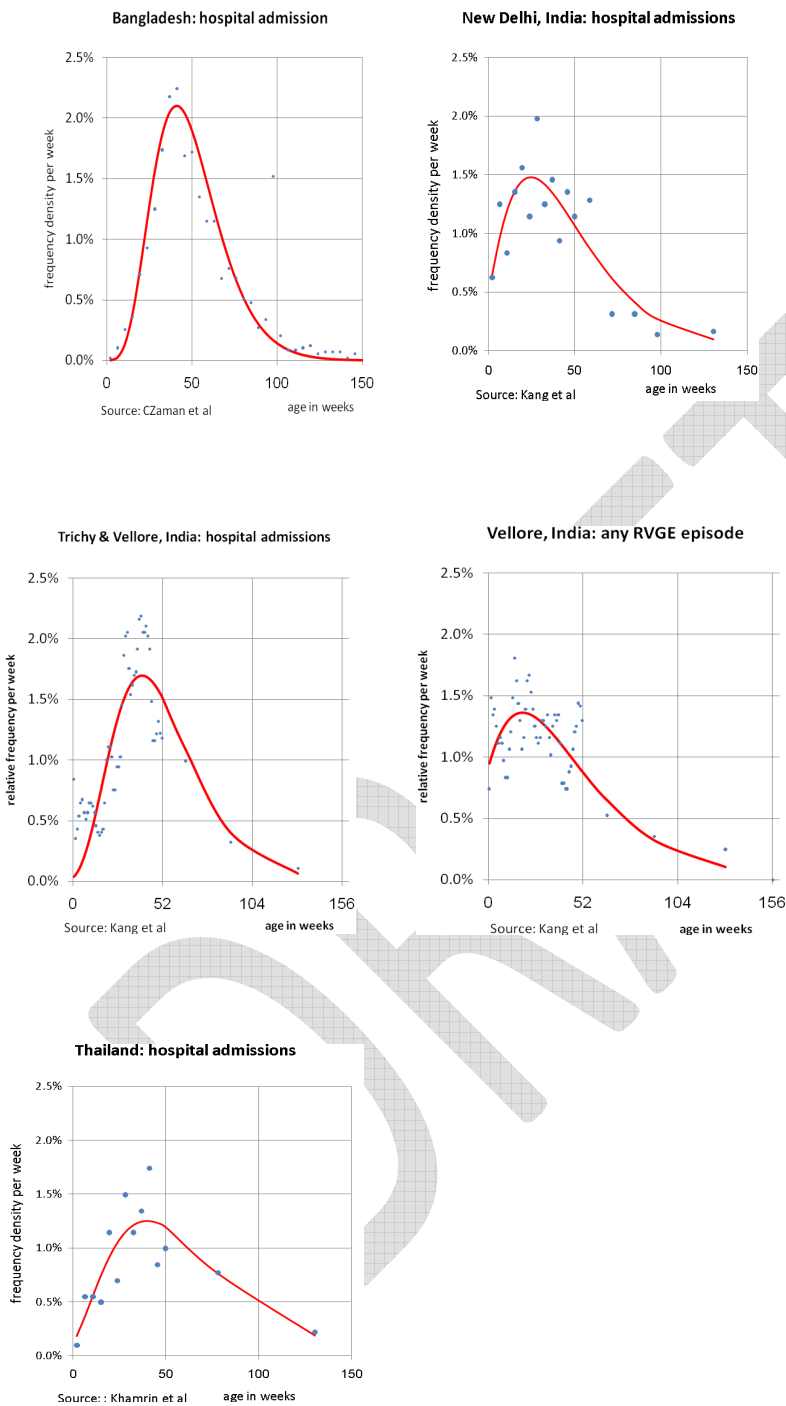 Bangladesh: hospital admission
frequency density per week
2.5%
2.0%
1.5%
1.0%
0.5%
0.0%
0 50 100 150
Source: CZaman et al age in weeks
New Delhi, India: hospital admissions
frequency density per week
2.5%
2.0%
1.5%
1.0%
0.5%
0.0%
0 50 100 150
Source: Kang et al age in weeks
Trichy & Vellore, India: hospital admissions
relative frequency per week
2.5%
2.0%
1.5%
1.0%
0.5%
0.0%
0 52 104 156
Source: Kang et al age in weeks
Vellore, India: any RVGE episode
relative frequency per week
2.5%
2.0%
1.5%
1.0%
0.5%
0.0%
0 52 104 156
Source: Kang et al age in weeks
Thailand: hospital admissions
frequency density per week
2.5%
2.0%
1.5%
1.0%
0.5%
0.0%
0 50 100 150
Source: : Khamrin et al age in weeks